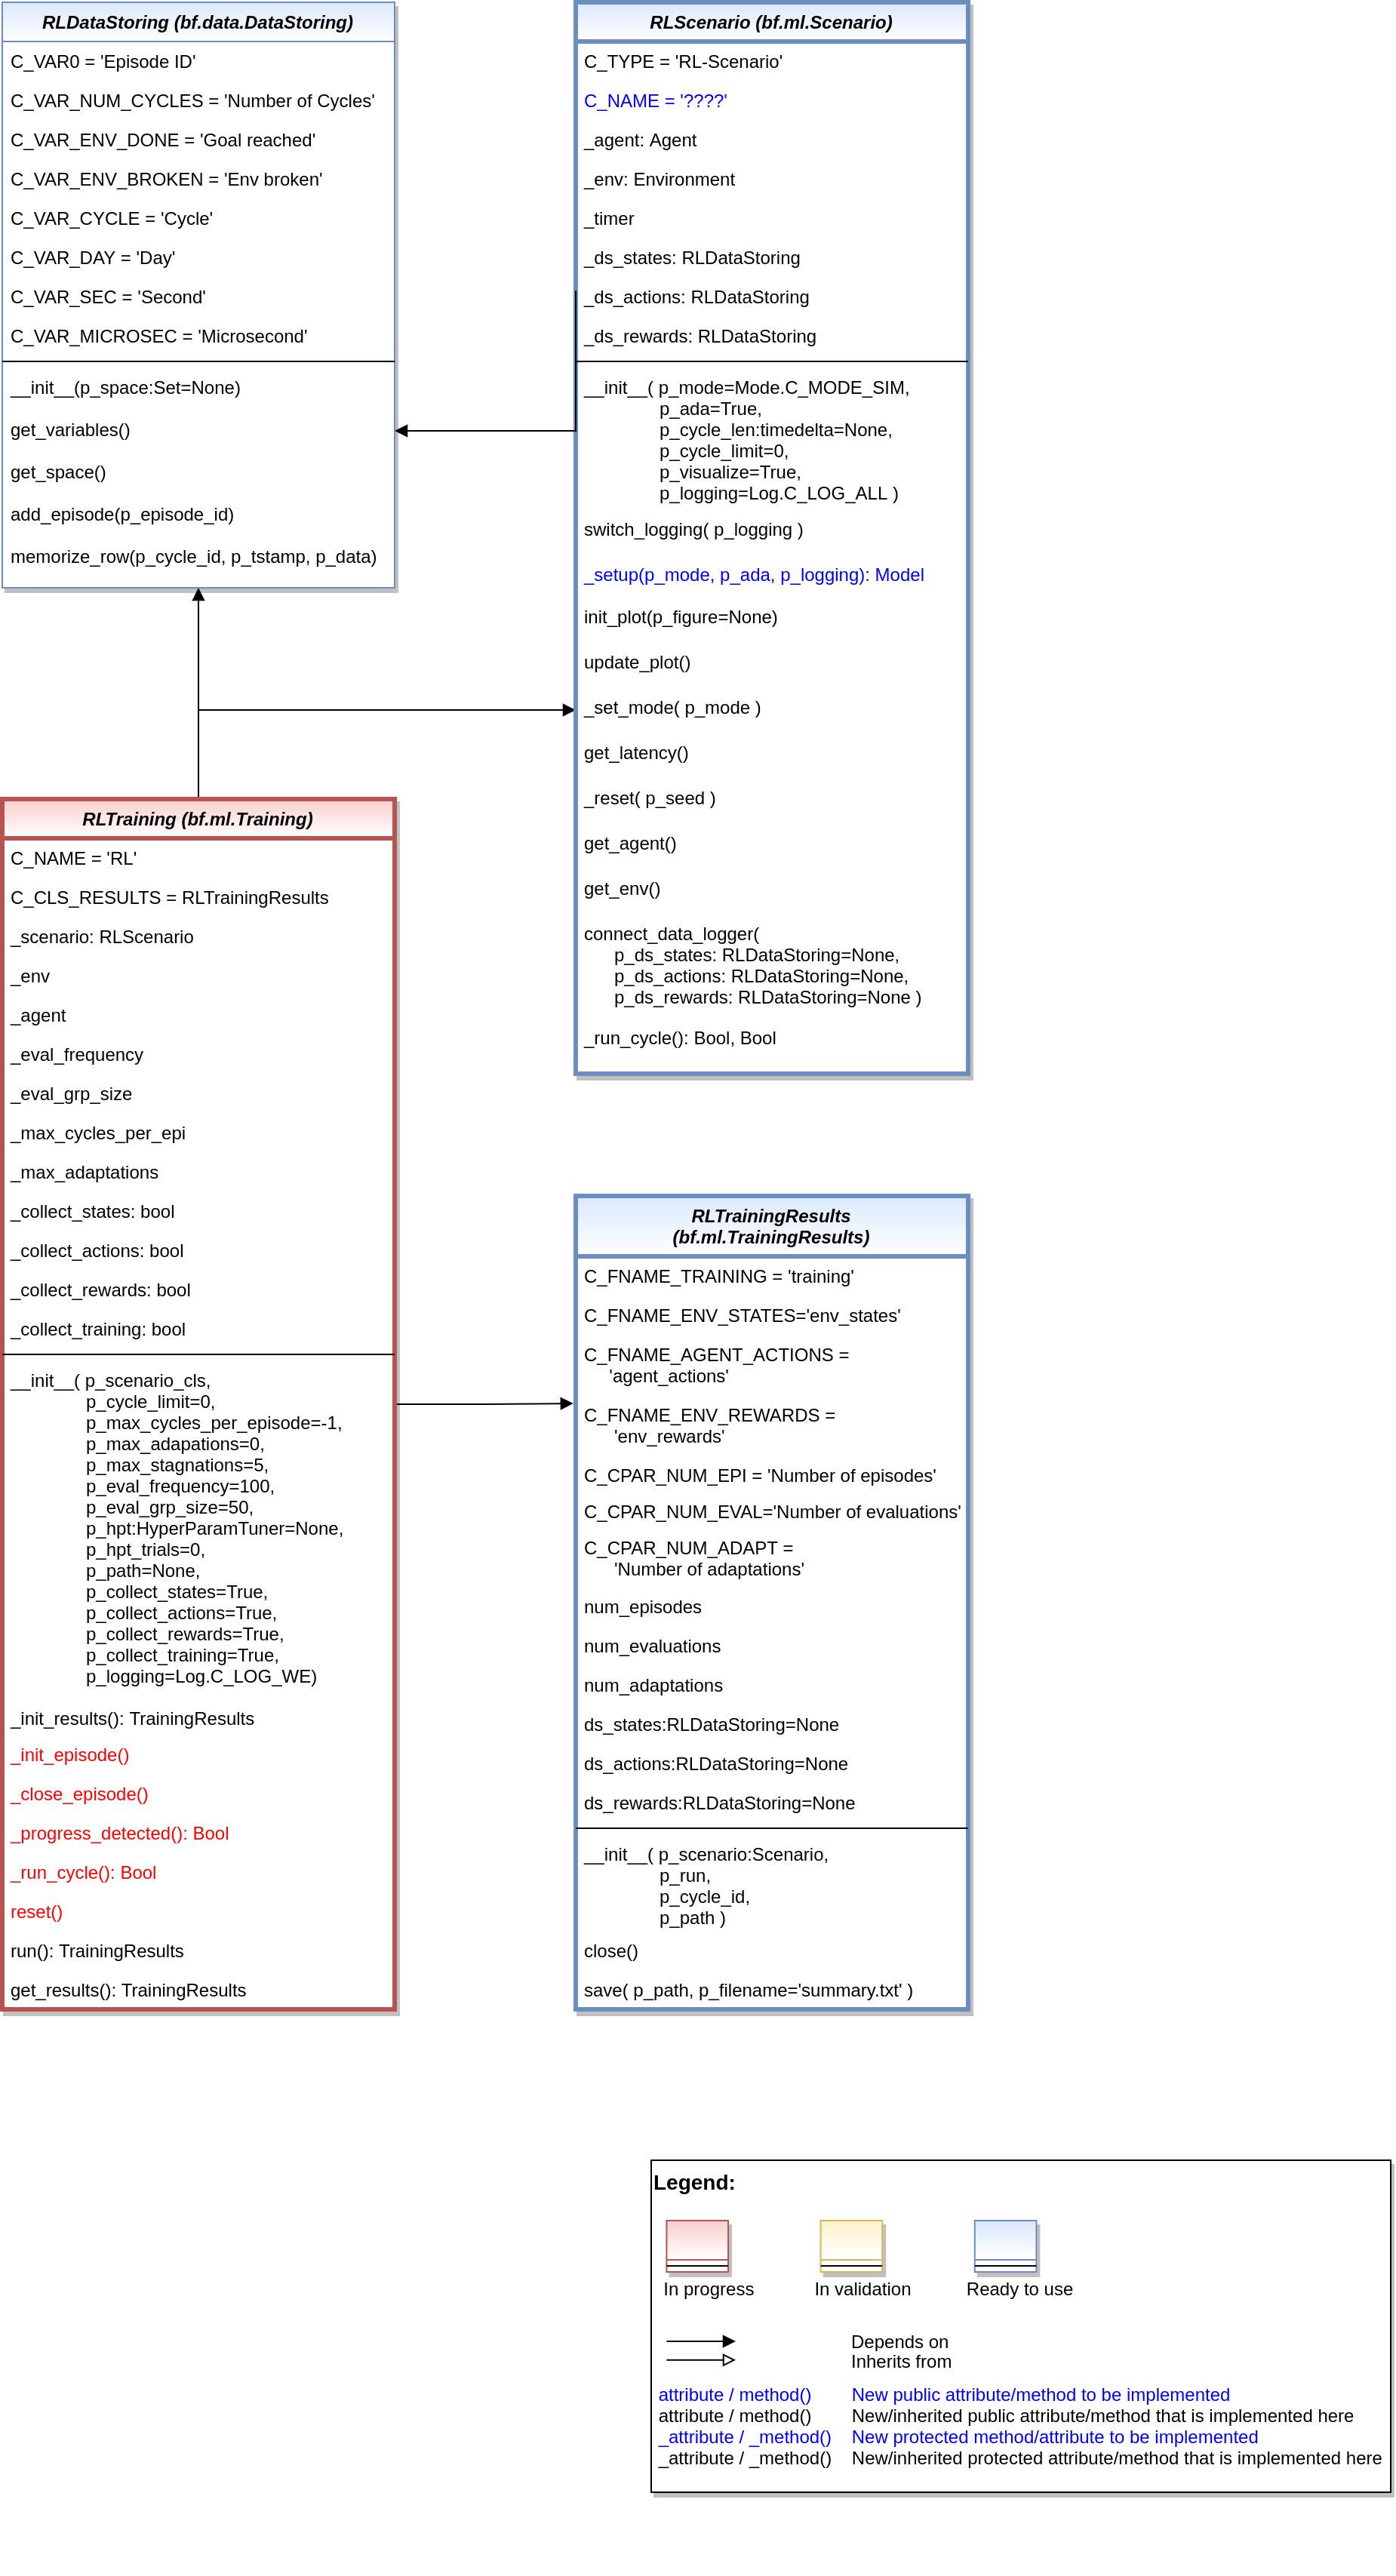 RLDataStoring (bf.data.DataStoring)
C_VAR0 = 'Episode ID'
C_VAR_NUM_CYCLES = 'Number of Cycles'
C_VAR_ENV_DONE = 'Goal reached'
C_VAR_ENV_BROKEN = 'Env broken'
C_VAR_CYCLE = 'Cycle'
C_VAR_DAY = 'Day'
C_VAR_SEC = 'Second'
C_VAR_MICROSEC = 'Microsecond'
__init__(p_space:Set=None)
get_variables()
get_space()
add_episode(p_episode_id)
memorize_row(p_cycle_id, p_tstamp, p_data)
RLScenario (bf.ml.Scenario)
C_TYPE = 'RL-Scenario'
C_NAME = '????'
_agent: Agent
_env: Environment
_timer
_ds_states: RLDataStoring
_ds_actions: RLDataStoring
_ds_rewards: RLDataStoring
__init__( p_mode=Mode.C_MODE_SIM,
p_ada=True,
p_cycle_len:timedelta=None,
p_cycle_limit=0,
p_visualize=True,
p_logging=Log.C_LOG_ALL )
switch_logging( p_logging )
_setup(p_mode, p_ada, p_logging): Model
init_plot(p_figure=None)
update_plot()
_set_mode( p_mode )
get_latency()
_reset( p_seed )
get_agent()
get_env()
connect_data_logger(
p_ds_states: RLDataStoring=None,
p_ds_actions: RLDataStoring=None,
p_ds_rewards: RLDataStoring=None )
_run_cycle(): Bool, Bool
RLTraining (bf.ml.Training)
C_NAME = 'RL'
C_CLS_RESULTS = RLTrainingResults
_scenario: RLScenario
_env
_agent
_eval_frequency
_eval_grp_size
_max_cycles_per_epi
_max_adaptations
_collect_states: bool
_collect_actions: bool
_collect_rewards: bool
_collect_training: bool
__init__( p_scenario_cls,
p_cycle_limit=0,
p_max_cycles_per_episode=-1,
p_max_adapations=0,
p_max_stagnations=5,
p_eval_frequency=100,
p_eval_grp_size=50,
p_hpt:HyperParamTuner=None,
p_hpt_trials=0,
p_path=None,
p_collect_states=True,
p_collect_actions=True,
p_collect_rewards=True,
p_collect_training=True,
p_logging=Log.C_LOG_WE)
_init_results(): TrainingResults
_init_episode()
_close_episode()
_progress_detected(): Bool
_run_cycle(): Bool
reset()
run(): TrainingResults
get_results(): TrainingResults
RLTrainingResults
(bf.ml.TrainingResults)
C_FNAME_TRAINING = 'training'
C_FNAME_ENV_STATES='env_states'
C_FNAME_AGENT_ACTIONS =
'agent_actions'
C_FNAME_ENV_REWARDS =
'env_rewards'
C_CPAR_NUM_EPI = 'Number of episodes'
C_CPAR_NUM_EVAL='Number of evaluations'
C_CPAR_NUM_ADAPT =
'Number of adaptations'
num_episodes
num_evaluations
num_adaptations
ds_states:RLDataStoring=None
ds_actions:RLDataStoring=None
ds_rewards:RLDataStoring=None
__init__( p_scenario:Scenario,
p_run,
p_cycle_id,
p_path )
close()
save( p_path, p_filename='summary.txt' )
Legend:
In progress
In validation
Ready to use
Depends on
Inherits from
attribute / method() New public attribute/method to be implemented
attribute / method() New/inherited public attribute/method that is implemented here
_attribute / _method() New protected method/attribute to be implemented
_attribute / _method() New/inherited protected attribute/method that is implemented here